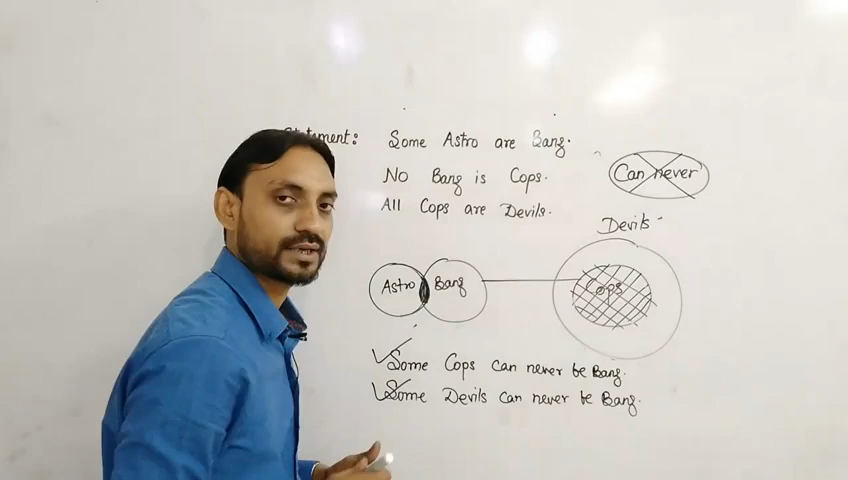 Statement: Some Astro are Bang.
No Bang is Cops.
All Cops are Devils.
Can never
Devils
Astro Bang Cops
Some Cops can never be Bang.
Some Devils can never be Bang.